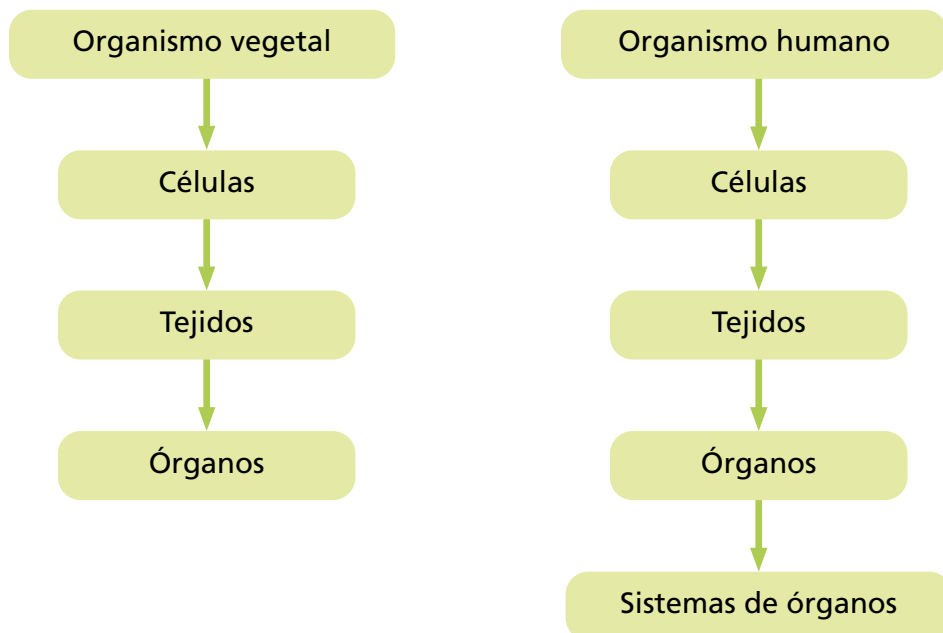 Organismo vegetal
Células
Tejidos
Órganos
Organismo humano
Células
Tejidos
Órganos
Sistemas de órganos